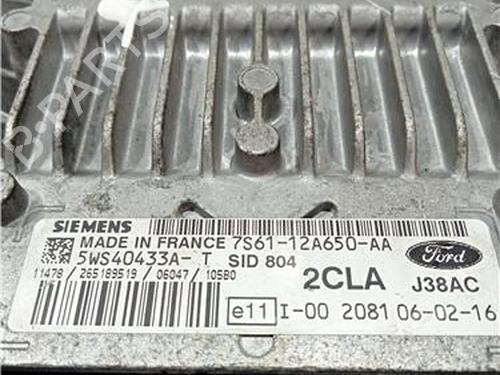 B-PARTS
SIEMENS
MADE IN FRANCE 7S61-12A650-AA
5WS40433A- T SID 804
Ford
11478 / 265189519 / 06047 / 105B0
2CLA J38AC
e11 I-00 2081 06-02-16